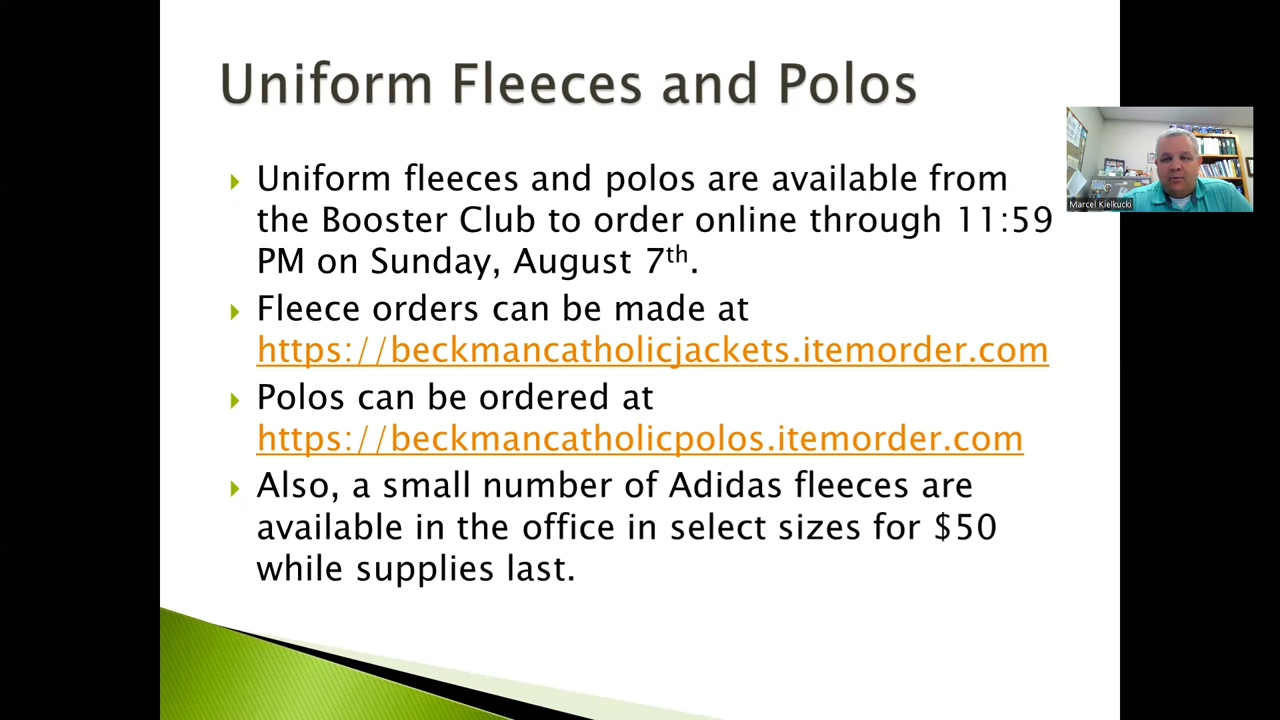 Uniform Fleeces and Polos
Uniform fleeces and polos are available from
the Booster Club to order online through 11:59
PM on Sunday, August 7th.
Fleece orders can be made at
https://beckmancatholicjackets.itemorder.com
Polos can be ordered at
https://beckmancatholicpolos.itemorder.com
Also, a small number of Adidas fleeces are
available in the office in select sizes for $50
while supplies last.
Marcel Kielkucki